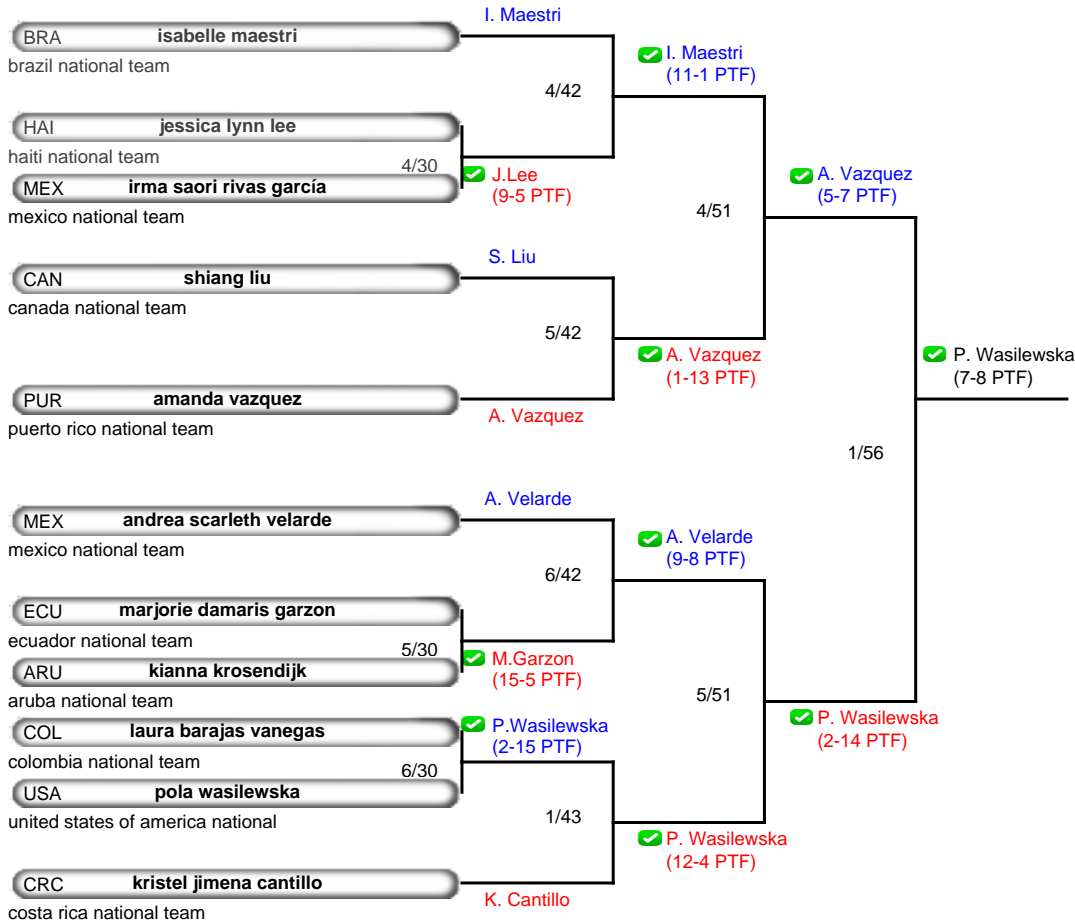 I. Maestri
BRA isabelle maestri
brazil national team
I. Maestri
(11-1 PTF)
4/42
HAI jessica lynn lee
haiti national team
4/30
J.Lee
(9-5 PTF)
MEX irma saori rivas garcía
mexico national team
A. Vazquez
(5-7 PTF)
4/51
S. Liu
CAN shiang liu
canada national team
5/42
A. Vazquez
(1-13 PTF)
PUR amanda vazquez
puerto rico national team
A. Vazquez
P. Wasilewska
(7-8 PTF)
1/56
A. Velarde
MEX andrea scarleth velarde
mexico national team
A. Velarde
(9-8 PTF)
6/42
ECU marjorie damaris garzon
ecuador national team
5/30
M.Garzon
(15-5 PTF)
ARU kianna krosendijk
aruba national team
5/51
P. Wasilewska
(2-14 PTF)
COL laura barajas vanegas
colombia national team
P.Wasilewska
(2-15 PTF)
6/30
USA pola wasilewska
united states of america national
1/43
P. Wasilewska
(12-4 PTF)
CRC kristel jimena cantillo
costa rica national team
K. Cantillo